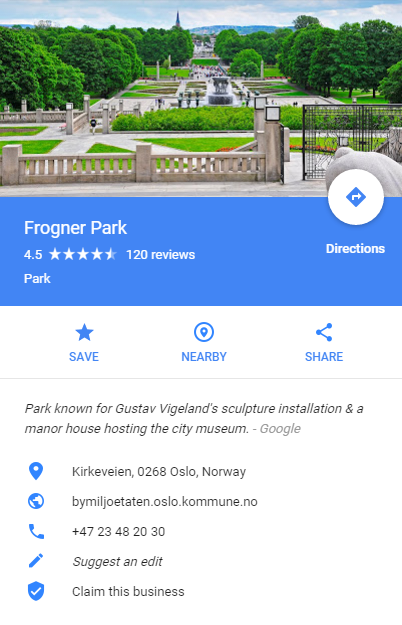 Frogner Park
4.5 120 reviews
Directions
Park
SAVE NEARBY SHARE
Park known for Gustav Vigeland's sculpture installation & a
manor house hosting the city museum. - Google
Kirkeveien, 0268 Oslo, Norway
bymiljoetaten.oslo.kommune.no
+47 23 48 20 30
Suggest an edit
Claim this business